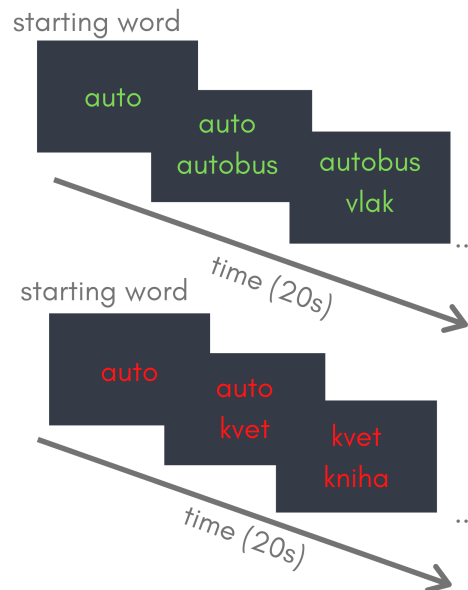 starting word
auto
auto
autobus
autobus
vlak
..
time (20s)
starting word
auto
auto
kvet
kvet
kniha
..
time (20s)